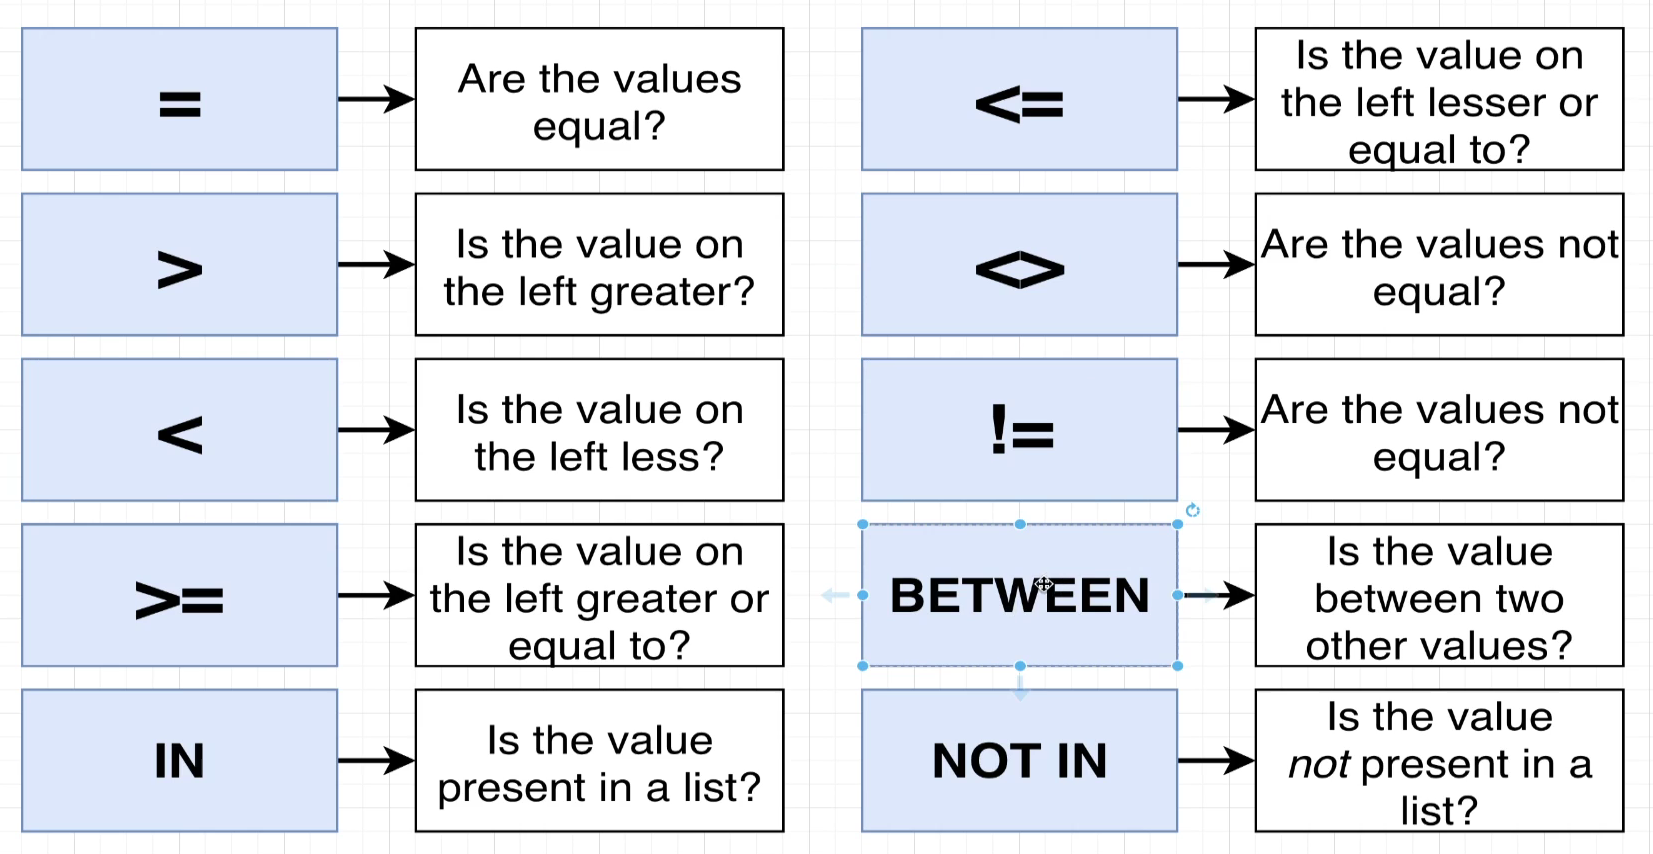 =
Are the values
equal?
<=
Is the value on
the left lesser or
equal to?
>
Is the value on
the left greater?
<>
Are the values not
equal?
<
Is the value on
the left less?
!=
Are the values not
equal?
>=
Is the value on
the left greater or
equal to?
BETWEEN
Is the value
between two
other values?
IN
Is the value
present in a list?
NOT IN
Is the value
not present in a
list?